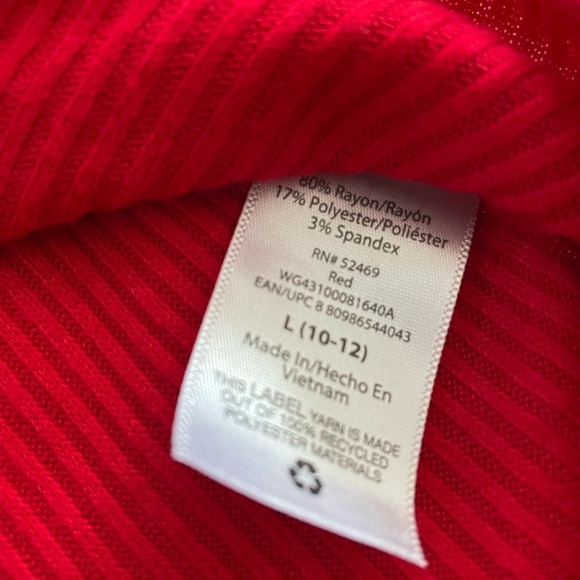 80% Rayon/Rayón
17% Polyester/Poliéster
3% Spandex
RN# 52469
Red
WG43100081640A
EAN/UPC 8 80986544043
L (10-12)
Made In/Hecho En
Vietnam
THIS LABEL YARN IS MADE
OUT OF 100% RECYCLED
POLYESTER MATERIALS